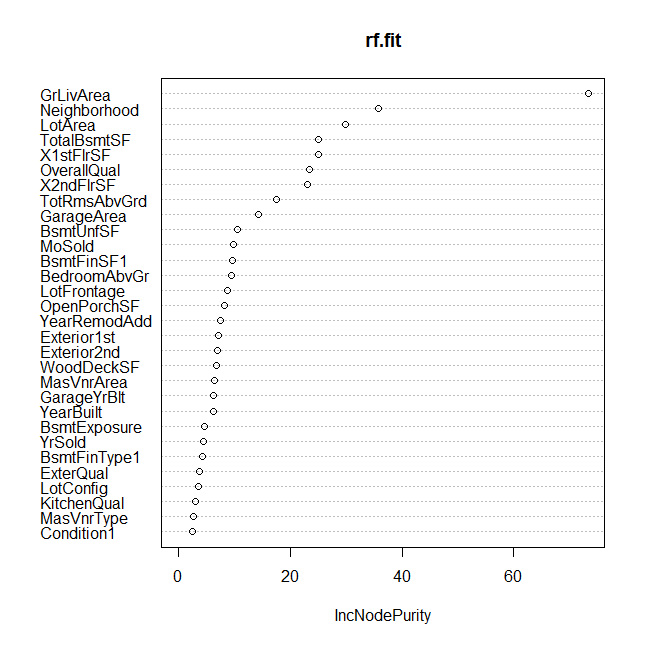 rf.fit
GrLivArea
Neighborhood
LotArea
TotalBsmtSF
X1stFlrSF
OverallQual
X2ndFlrSF
TotRmsAbvGrd
GarageArea
BsmtUnfSF
MoSold
BsmtFinSF1
BedroomAbvGr
LotFrontage
OpenPorchSF
YearRemodAdd
Exterior1st
Exterior2nd
WoodDeckSF
MasVnrArea
GarageYrBlt
YearBuilt
BsmtExposure
YrSold
BsmtFinType1
ExterQual
LotConfig
KitchenQual
MasVnrType
Condition1
0 20 40 60
IncNodePurity